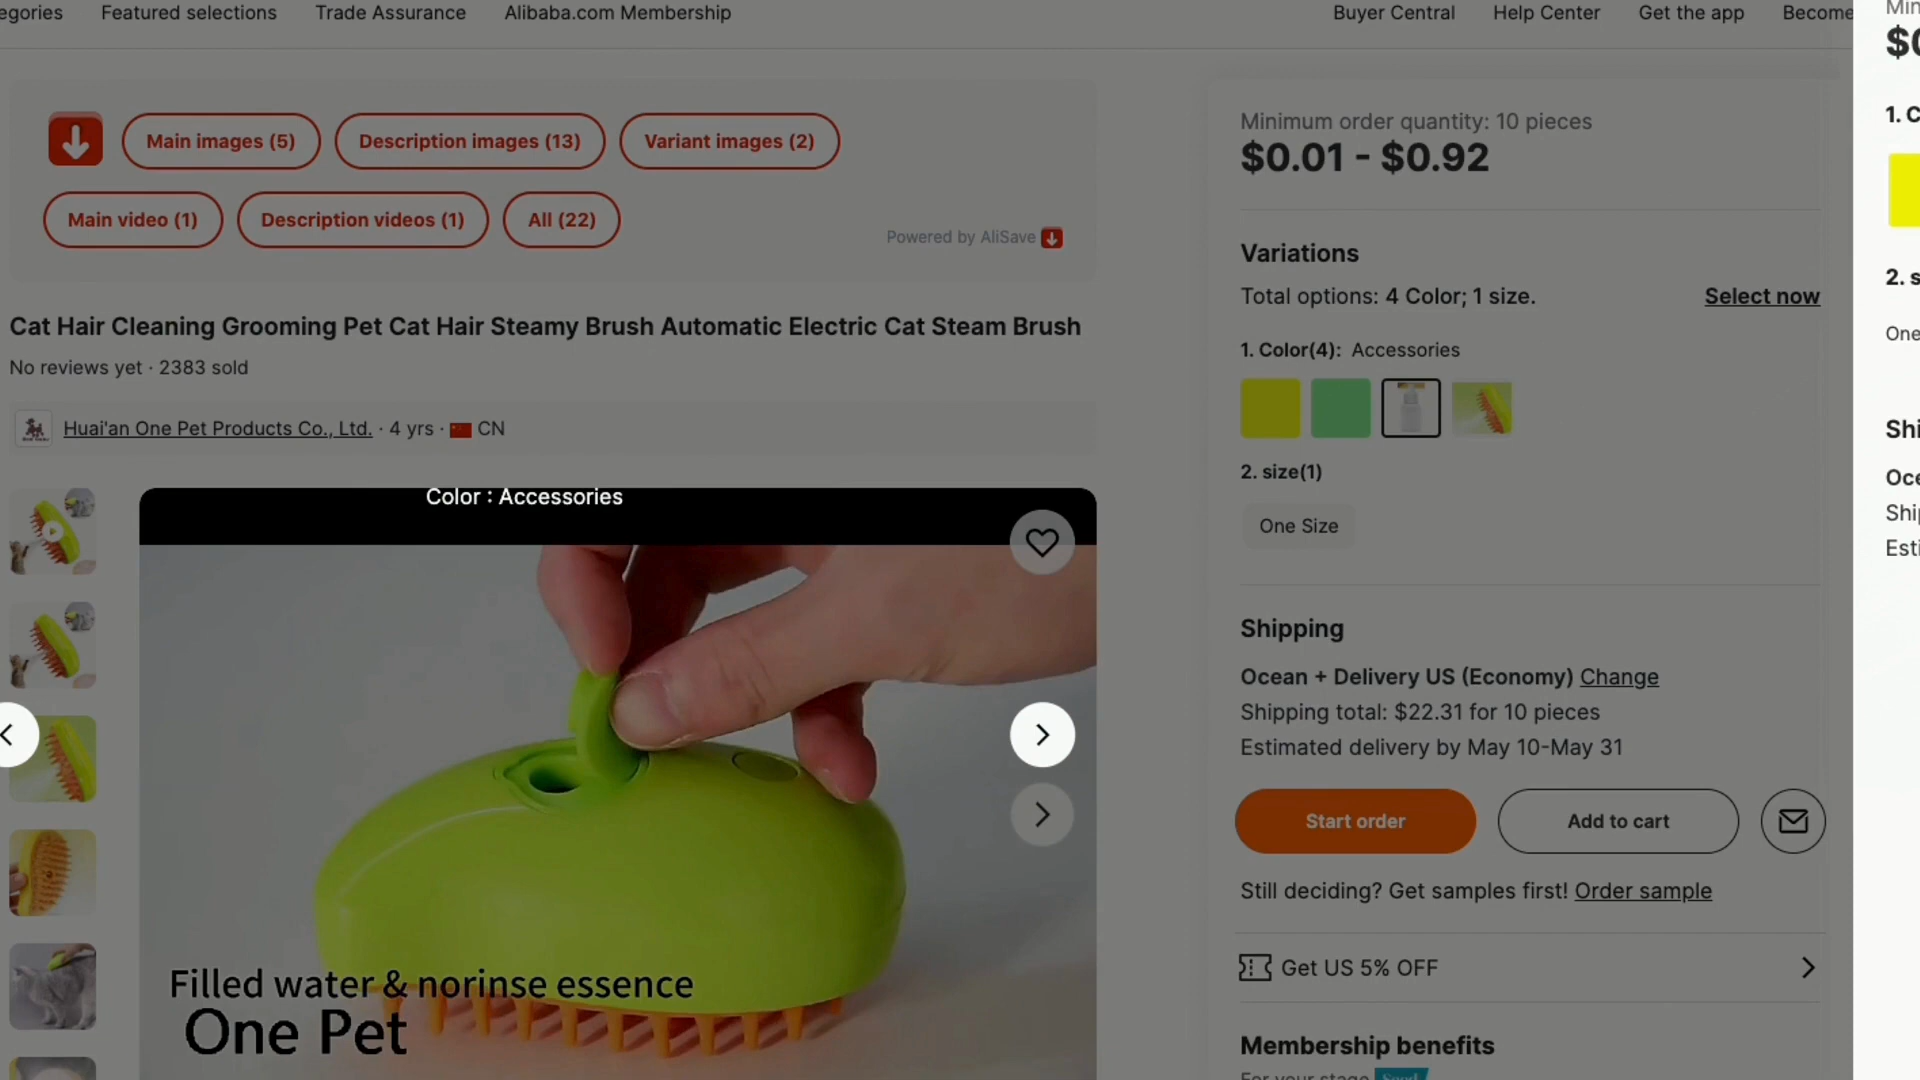 Featured selections
Trade Assurance
Alibaba.com Membership
Buyer Central
Help Center
Get the app
Become
Main images (5)
Description images (13)
Variant images (2)
Main video (1)
Description videos (1)
All (22)
Powered by AliSave
Cat Hair Cleaning Grooming Pet Cat Hair Steamy Brush Automatic Electric Cat Steam Brush
No reviews yet · 2383 sold
Huai'an One Pet Products Co., Ltd. · 4 yrs · CN
Color : Accessories
Filled water & norinse essence
One Pet
Minimum order quantity: 10 pieces
$0.01 - $0.92
Variations
Total options: 4 Color; 1 size.
Select now
1. Color(4): Accessories
2. size(1)
One Size
Shipping
Ocean + Delivery US (Economy) Change
Shipping total: $22.31 for 10 pieces
Estimated delivery by May 10-May 31
Start order
Add to cart
Still deciding? Get samples first! Order sample
Get US 5% OFF
Membership benefits
For your stage
1. C
2. s
One